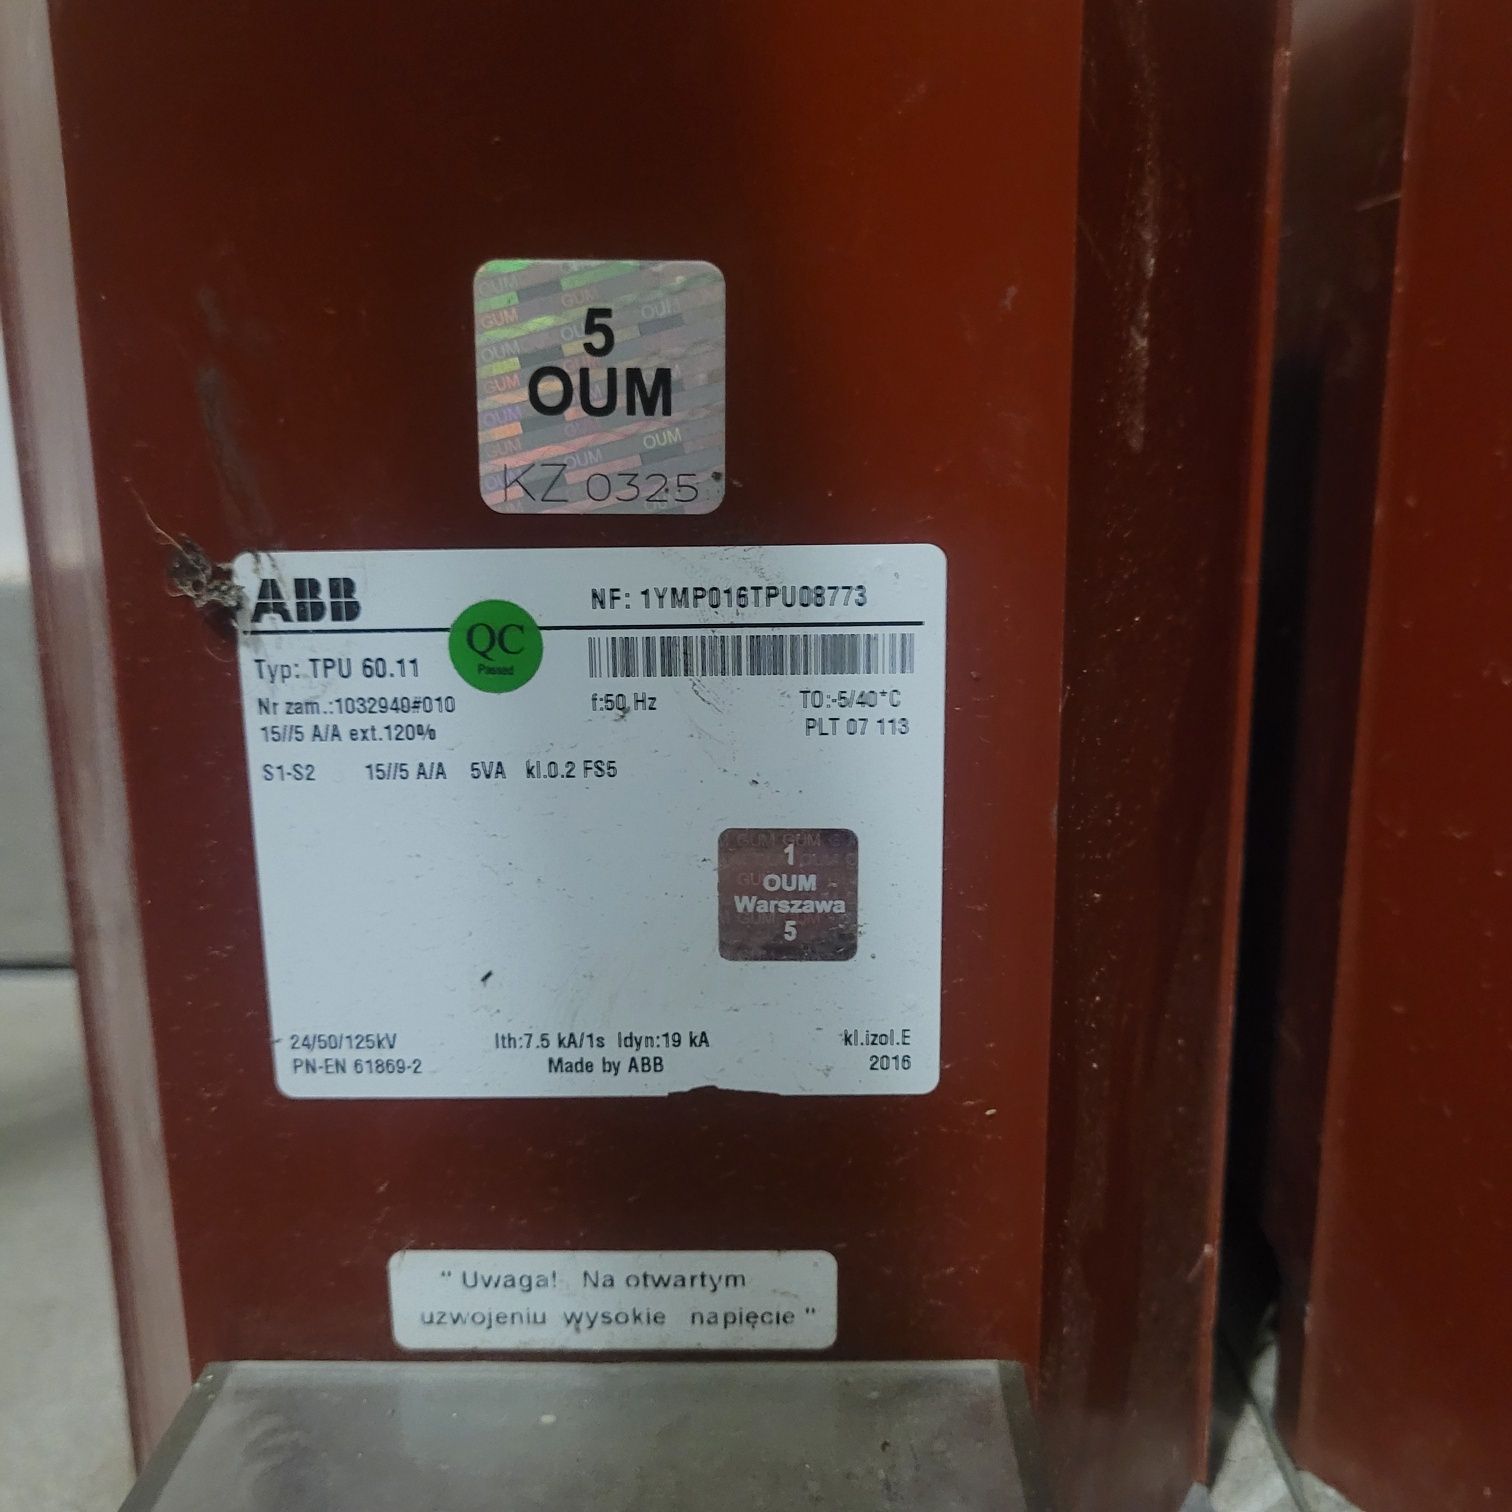 5
OUM
KZ 0325
ABB
NF: 1YMP016TPU08773
QC
Passed
Typ: TPU 60.11
Nr zam.:1032940#010
f:50 Hz
TO:-5/40°C
15//5 A/A ext.120%
PLT 07 113
S1-S2 15//5 A/A 5VA kl.0.2 FS5
1
OUM
Warszawa
5
24/50/125kV
Ith:7.5 kA/1s Idyn:19 kA
kl.izol.E
PN-EN 61869-2
Made by ABB
2016
" Uwaga! Na otwartym
uzwojeniu wysokie napięcie "